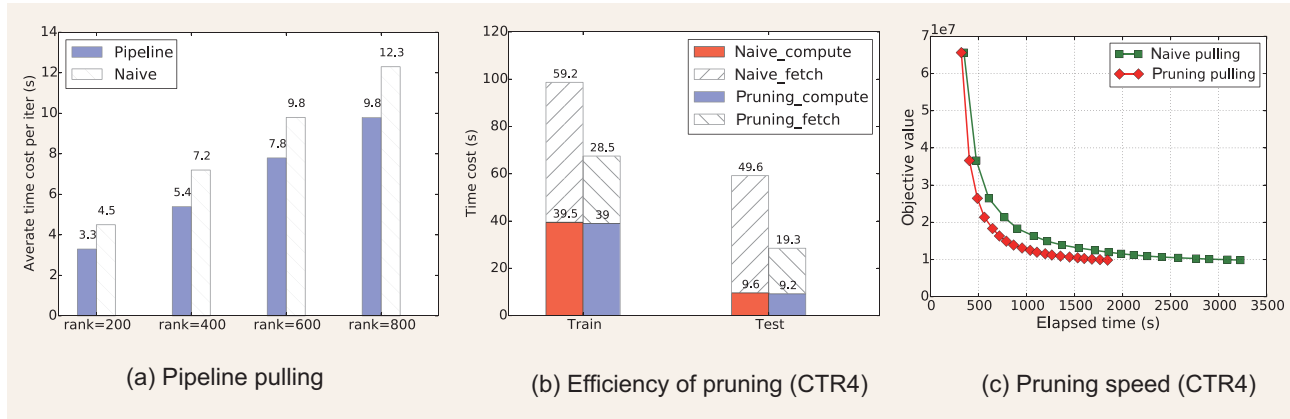 14
12
10
8
6
4
2
0
Averate time cost per iter (s)
Pipeline
Naive
3.3
4.5
5.4
7.2
7.8
9.8
9.8
12.3
rank=200
rank=400
rank=600
rank=800
(a) Pipeline pulling
120
100
80
60
40
20
0
Time cost (s)
Naive_compute
Naive_fetch
Pruning_compute
Pruning_fetch
59.2
28.5
39.5
39
49.6
19.3
9.6
9.2
Train
Test
(b) Efficiency of pruning (CTR4)
1e7
7
6
5
4
3
2
1
0
Objective value
Naive pulling
Pruning pulling
0
500
1000
1500
2000
2500
3000
3500
Elapsed time (s)
(c) Pruning speed (CTR4)